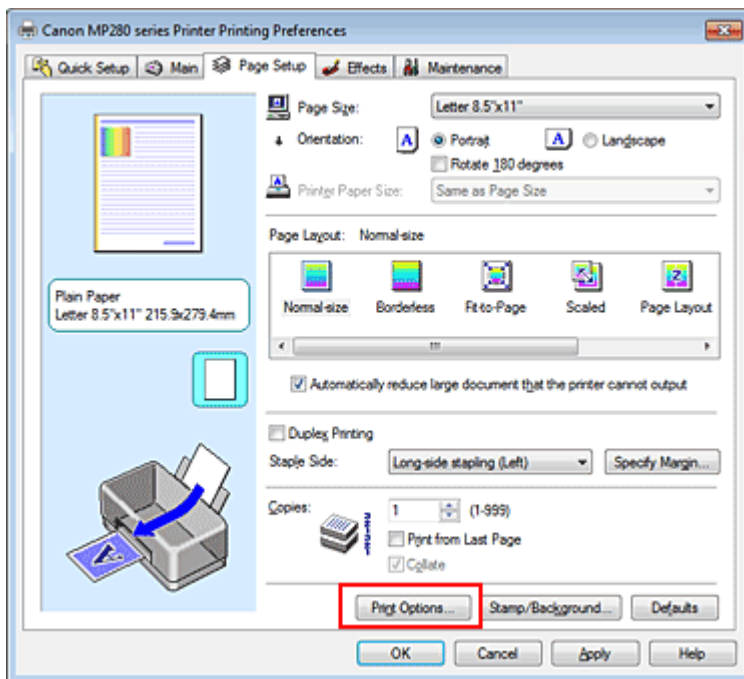 Canon MP280 series Printer Printing Preferences
Quick Setup Main Page Setup Effects Maintenance
Page Size: Letter 8.5"x11"
Orientation: A Portrait A Landscape
Rotate 180 degrees
Printer Paper Size: Same as Page Size
Page Layout: Normal-size
Normal-size Borderless Fit-to-Page Scaled Page Layout
Plain Paper
Letter 8.5"x11" 215.9x279.4mm
Automatically reduce large document that the printer cannot output
Duplex Printing
Staple Side: Long-side stapling (Left) Specify Margin...
Copies: 1 (1-999)
Print from Last Page
Collate
Print Options... Stamp/Background... Defaults
OK Cancel Apply Help